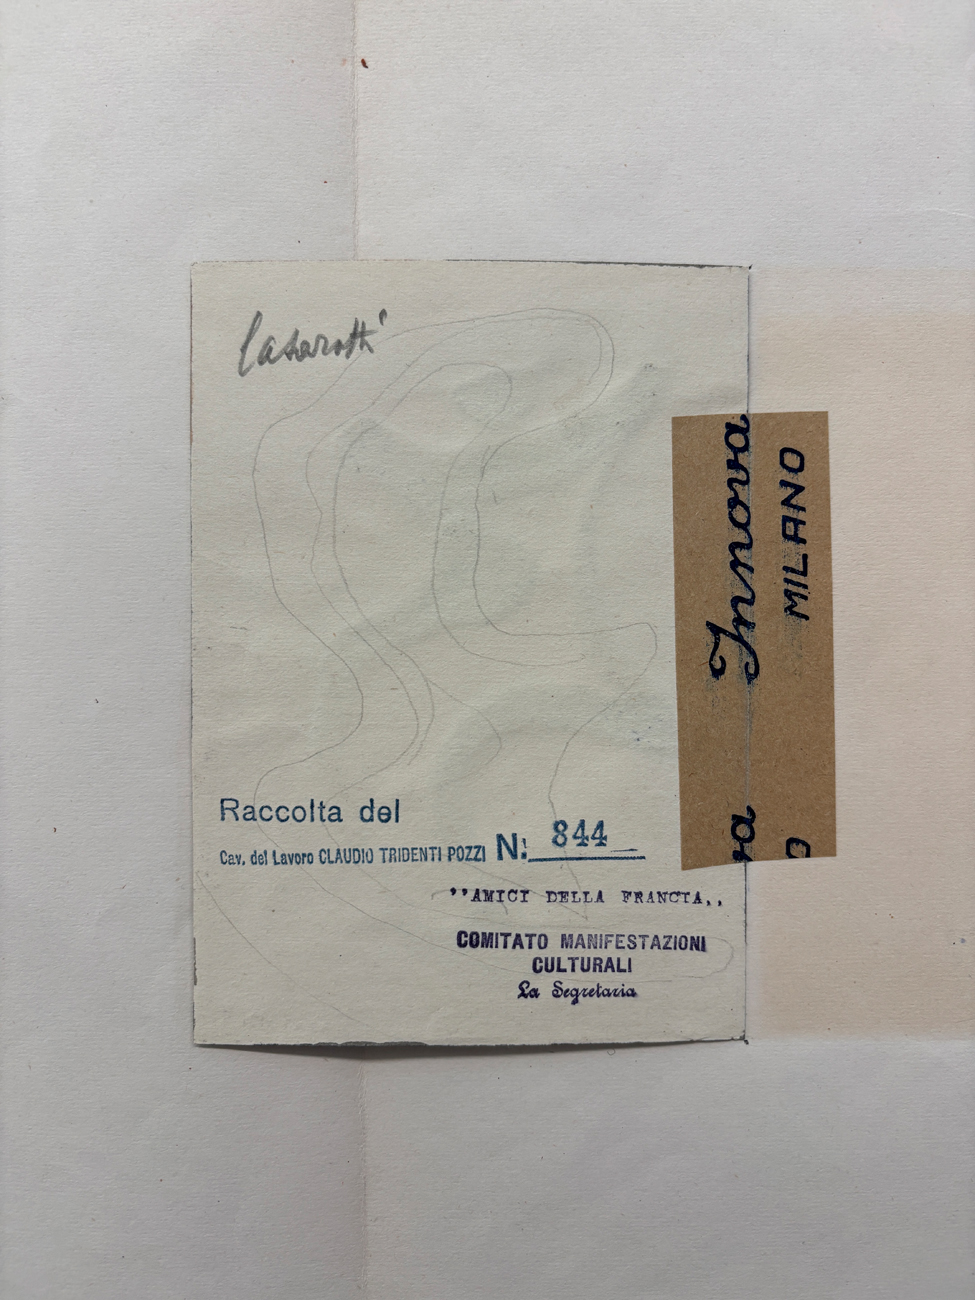 Casarotti
Raccolta del
Cav. del Lavoro CLAUDIO TRIDENTI POZZI N: 844
''AMICI DELLA FRANCIA,,
COMITATO MANIFESTAZIONI
CULTURALI
La Segretaria
Innova
MILANO
va
O